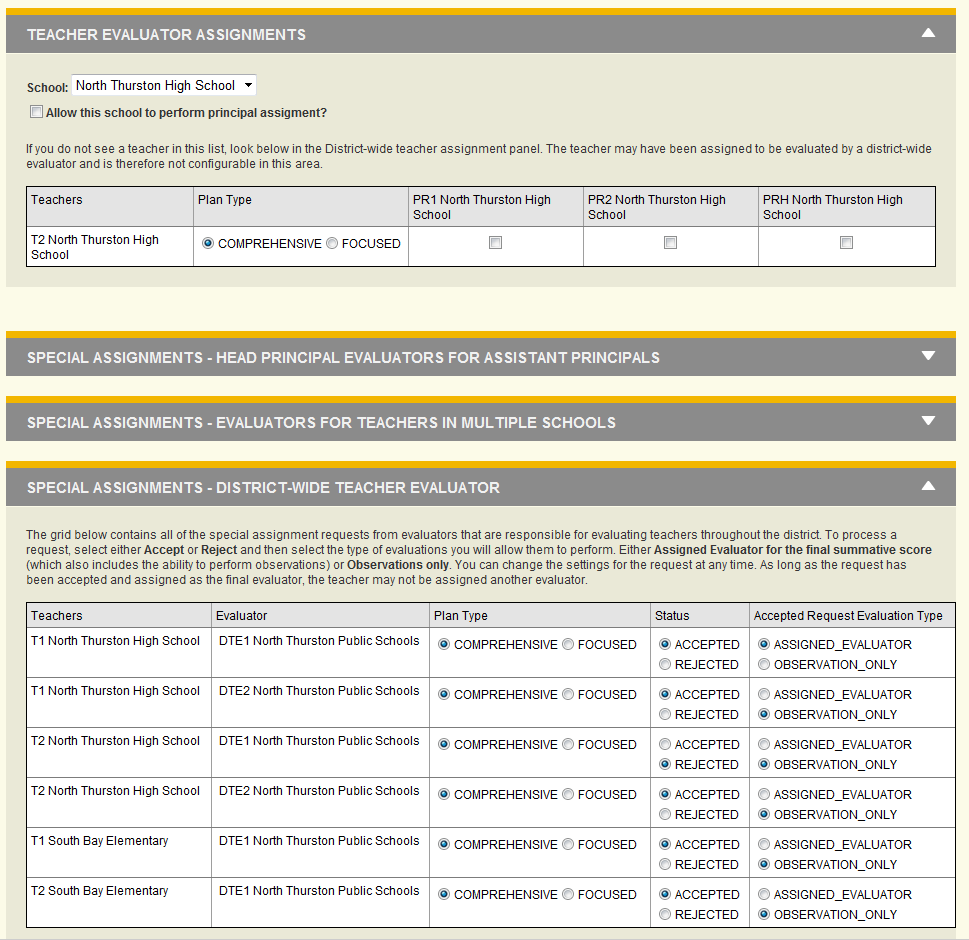 TEACHER EVALUATOR ASSIGNMENTS
School: North Thurston High School
Allow this school to perform principal assigment?
If you do not see a teacher in this list, look below in the District-wide teacher assignment panel. The teacher may have been assigned to be evaluated by a district-wide
evaluator and is therefore not configurable in this area.
Teachers Plan Type PR1 North Thurston High School PR2 North Thurston High School PRH North Thurston High School
T2 North Thurston High School COMPREHENSIVE FOCUSED
SPECIAL ASSIGNMENTS - HEAD PRINCIPAL EVALUATORS FOR ASSISTANT PRINCIPALS
SPECIAL ASSIGNMENTS - EVALUATORS FOR TEACHERS IN MULTIPLE SCHOOLS
SPECIAL ASSIGNMENTS - DISTRICT-WIDE TEACHER EVALUATOR
The grid below contains all of the special assignment requests from evaluators that are responsible for evaluating teachers throughout the district. To process a
request, select either Accept or Reject and then select the type of evaluations you will allow them to perform. Either Assigned Evaluator for the final summative score
(which also includes the ability to perform observations) or Observations only. You can change the settings for the request at any time. As long as the request has
been accepted and assigned as the final evaluator, the teacher may not be assigned another evaluator.
Teachers Evaluator Plan Type Status Accepted Request Evaluation Type
T1 North Thurston High School DTE1 North Thurston Public Schools COMPREHENSIVE FOCUSED ACCEPTED ASSIGNED_EVALUATOR
REJECTED OBSERVATION_ONLY
T1 North Thurston High School DTE2 North Thurston Public Schools COMPREHENSIVE FOCUSED ACCEPTED ASSIGNED_EVALUATOR
REJECTED OBSERVATION_ONLY
T2 North Thurston High School DTE1 North Thurston Public Schools COMPREHENSIVE FOCUSED ACCEPTED ASSIGNED_EVALUATOR
REJECTED OBSERVATION_ONLY
T2 North Thurston High School DTE2 North Thurston Public Schools COMPREHENSIVE FOCUSED ACCEPTED ASSIGNED_EVALUATOR
REJECTED OBSERVATION_ONLY
T1 South Bay Elementary DTE1 North Thurston Public Schools COMPREHENSIVE FOCUSED ACCEPTED ASSIGNED_EVALUATOR
REJECTED OBSERVATION_ONLY
T2 South Bay Elementary DTE1 North Thurston Public Schools COMPREHENSIVE FOCUSED ACCEPTED ASSIGNED_EVALUATOR
REJECTED OBSERVATION_ONLY